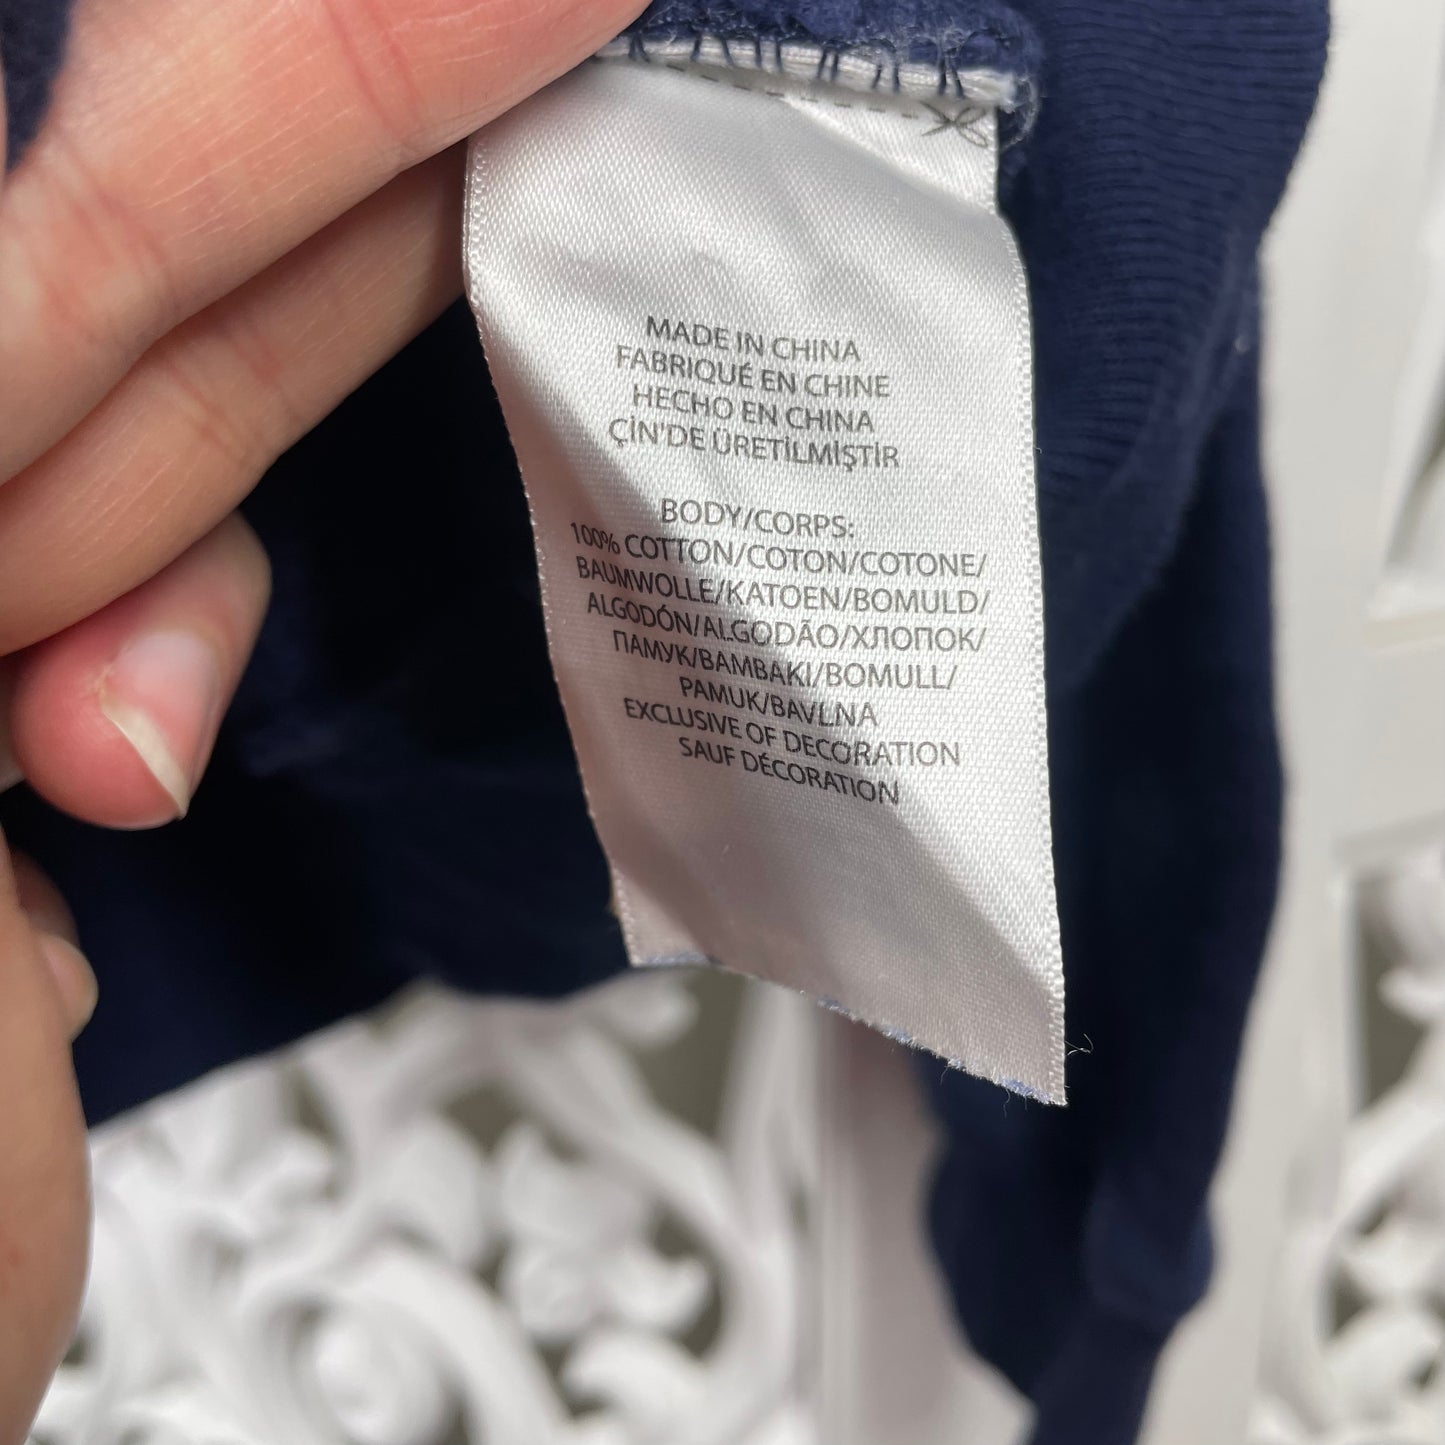 MADE IN CHINA
FABRIQUÉ EN CHINE
HECHO EN CHINA
ÇİN'DE ÜRETİLMİŞTİR
BODY/CORPS:
100% COTTON/COTON/COTONE/
BAUMWOLLE/KATOEN/BOMULD/
ALGODÓN/ALGODÃO/ХЛОПОК/
ПАМУК/BAMBAKI/BOMULL/
PAMUK/BAVLNA
EXCLUSIVE OF DECORATION
SAUF DÉCORATION